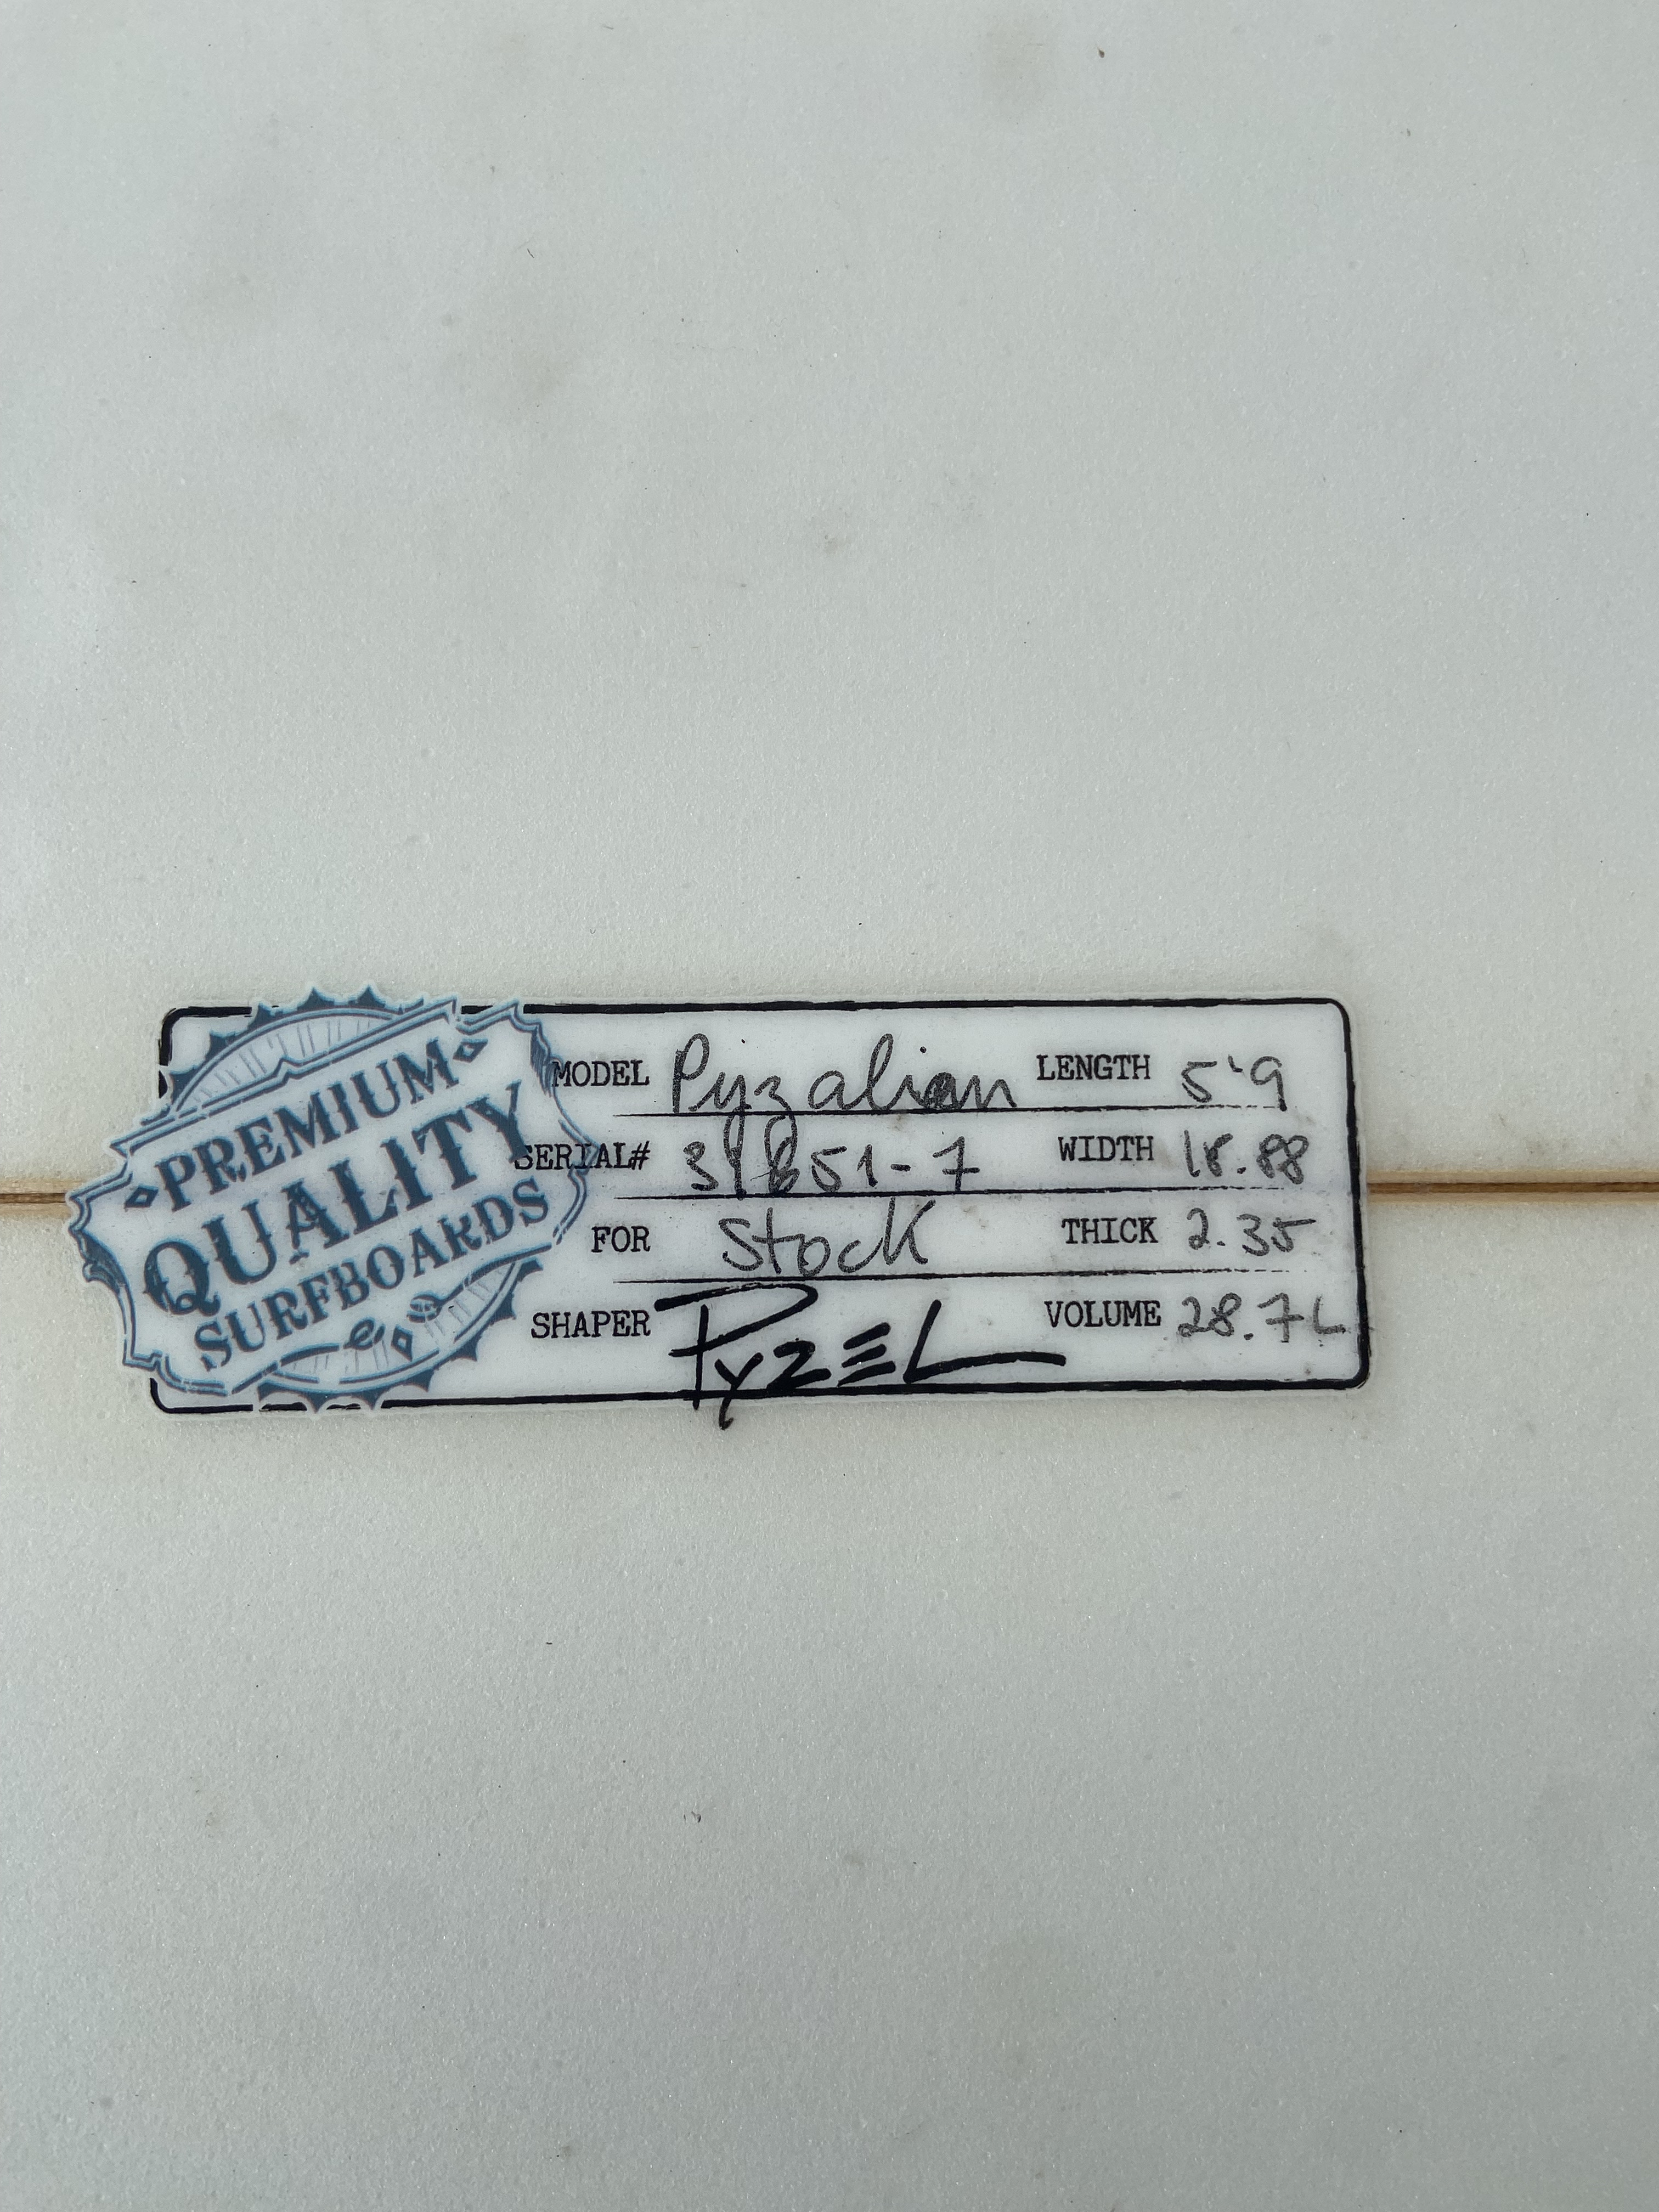 PREMIUM
QUALITY
SURFBOARDS
MODEL Pyzalian LENGTH 5'9
SERIAL# WIDTH 18.88
FOR Stock THICK 2.35
SHAPER PYZEL VOLUME 28.7L